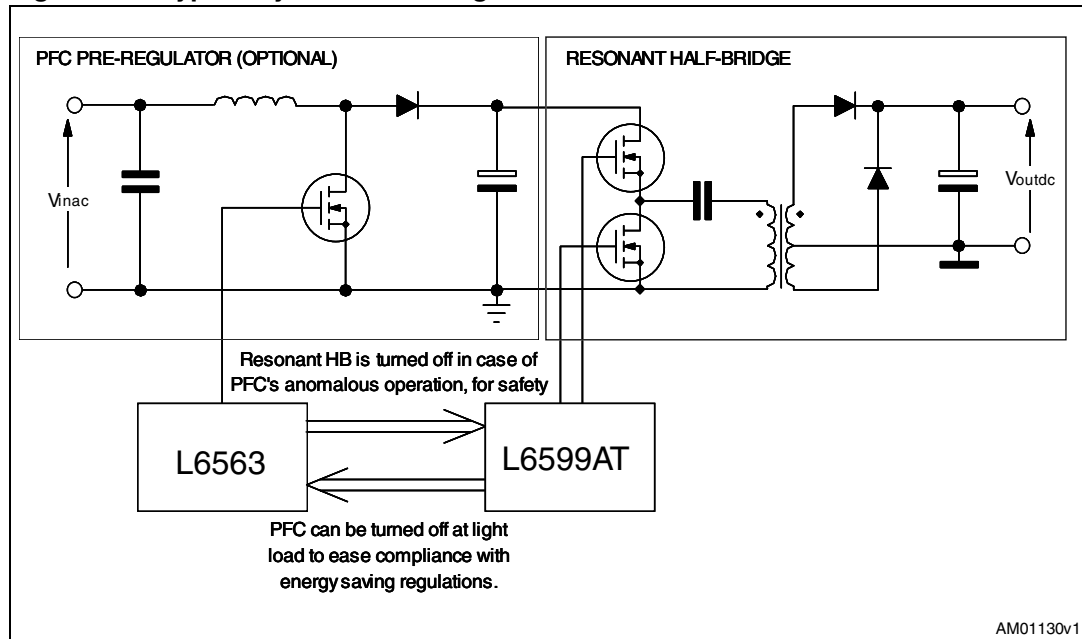 PFC PRE-REGULATOR (OPTIONAL)
RESONANT HALF-BRIDGE
Vinac
Voutdc
Resonant HB is turned off in case of
PFC's anomalous operation, for safety
L6563
L6599AT
PFC can be turned off at light
load to ease compliance with
energy saving regulations.
AM01130v1